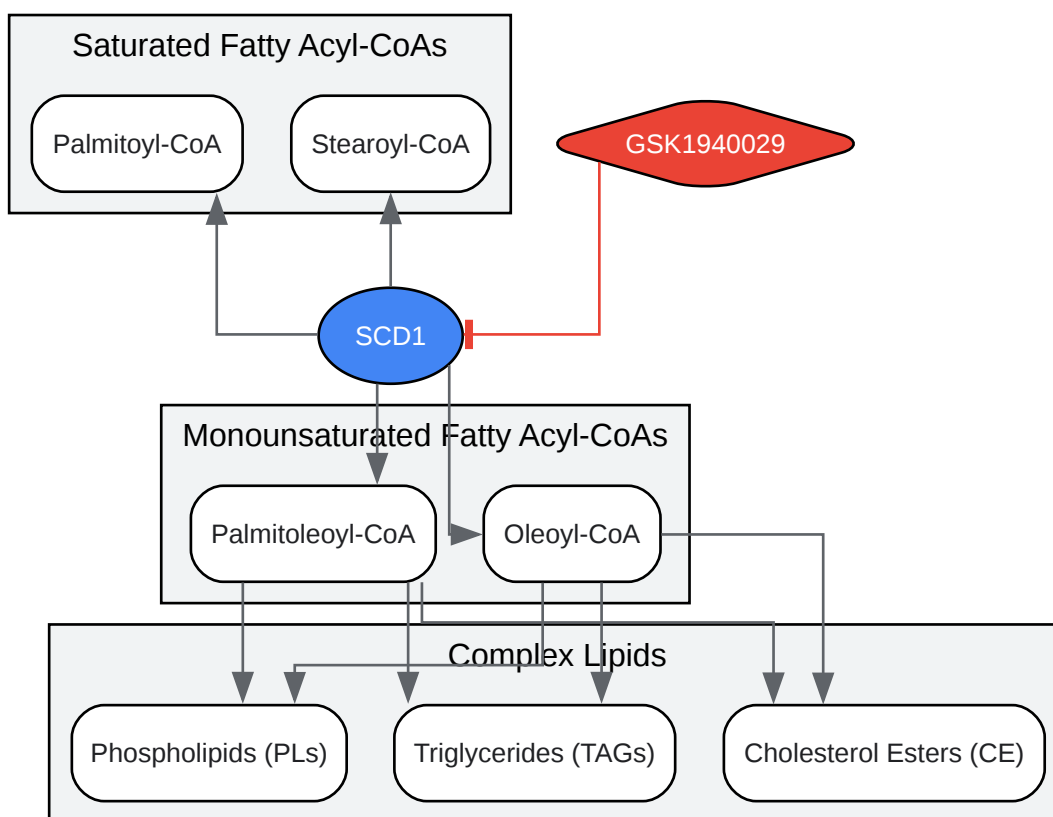 Saturated Fatty Acyl-CoAs
Palmitoyl-CoA
Stearoyl-CoA
GSK1940029
SCD1
Monounsaturated Fatty Acyl-CoAs
Palmitoleoyl-CoA
Oleoyl-CoA
Complex Lipids
Phospholipids (PLs)
Triglycerides (TAGs)
Cholesterol Esters (CE)